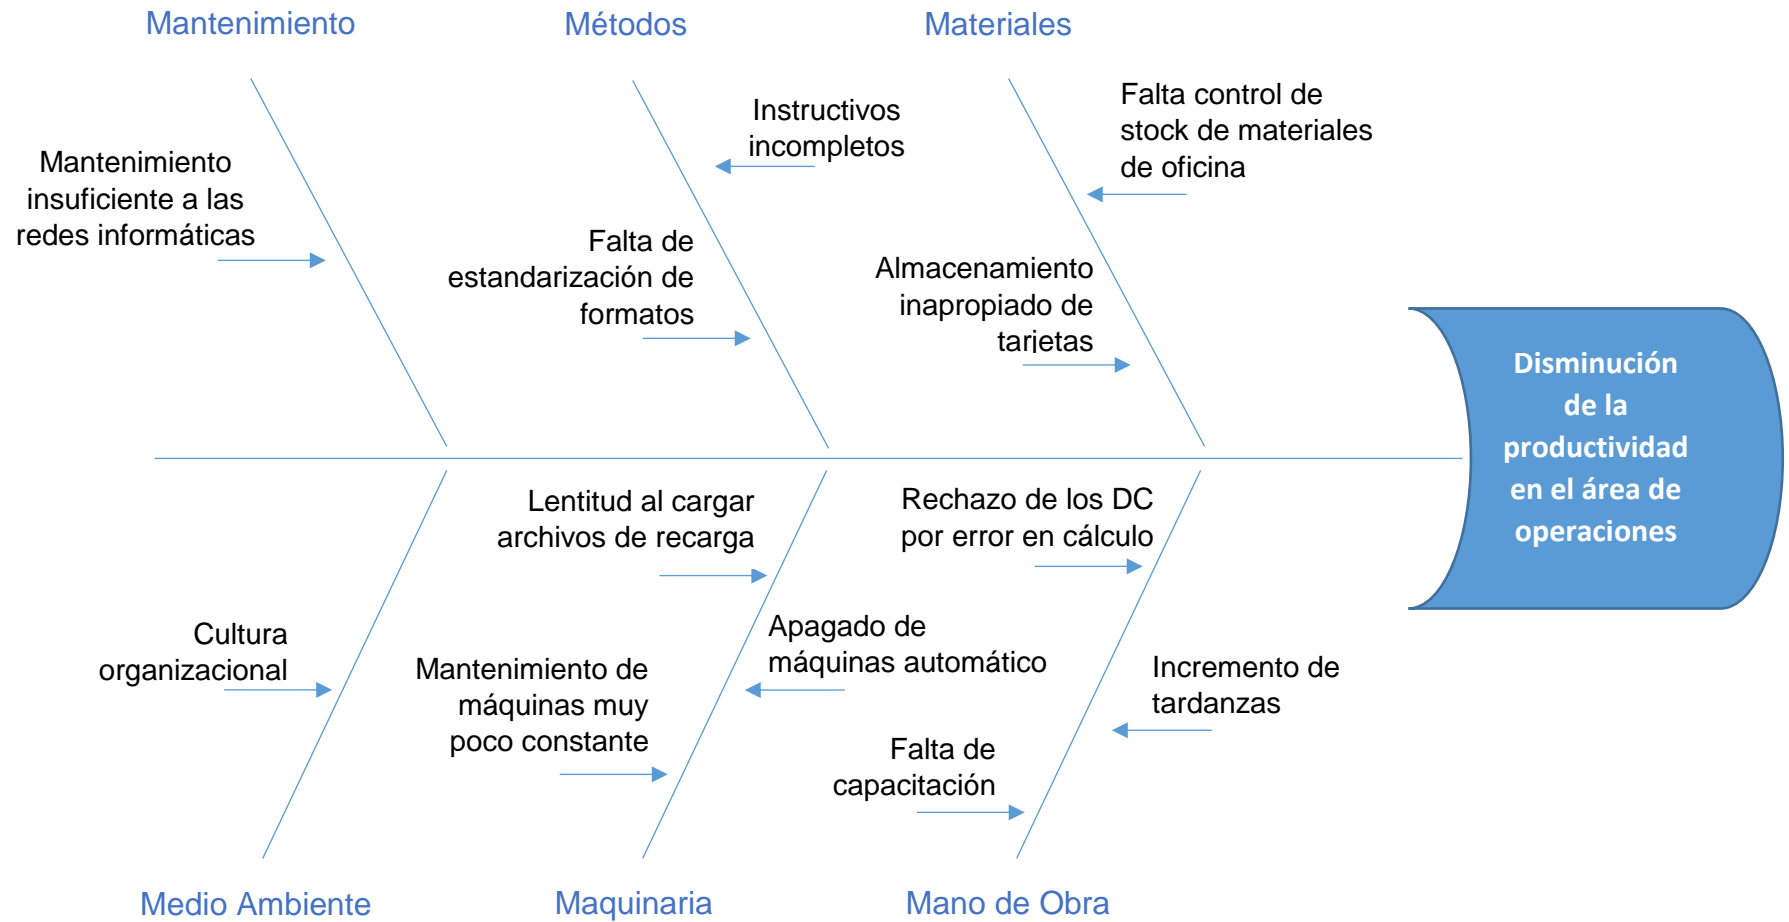 Mantenimiento
Métodos
Materiales
Mantenimiento
insuficiente a las
redes informáticas
Instructivos
incompletos
Falta de
estandarización de
formatos
Falta control de
stock de materiales
de oficina
Almacenamiento
inapropiado de
tarjetas
Disminución
de la
productividad
en el área de
operaciones
Cultura
organizacional
Lentitud al cargar
archivos de recarga
Mantenimiento de
máquinas muy
poco constante
Apagado de
máquinas automático
Rechazo de los DC
por error en cálculo
Falta de
capacitación
Incremento de
tardanzas
Medio Ambiente
Maquinaria
Mano de Obra